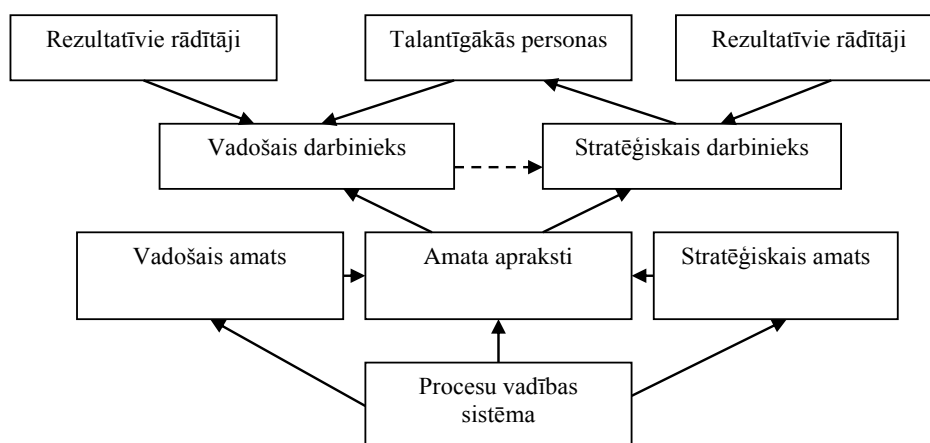 Rezultatīvie rādītāji
Talantīgākās personas
Rezultatīvie rādītāji
Vadošais darbinieks
Stratēģiskais darbinieks
Vadošais amats
Amata apraksti
Stratēģiskais amats
Procesu vadības
sistēma